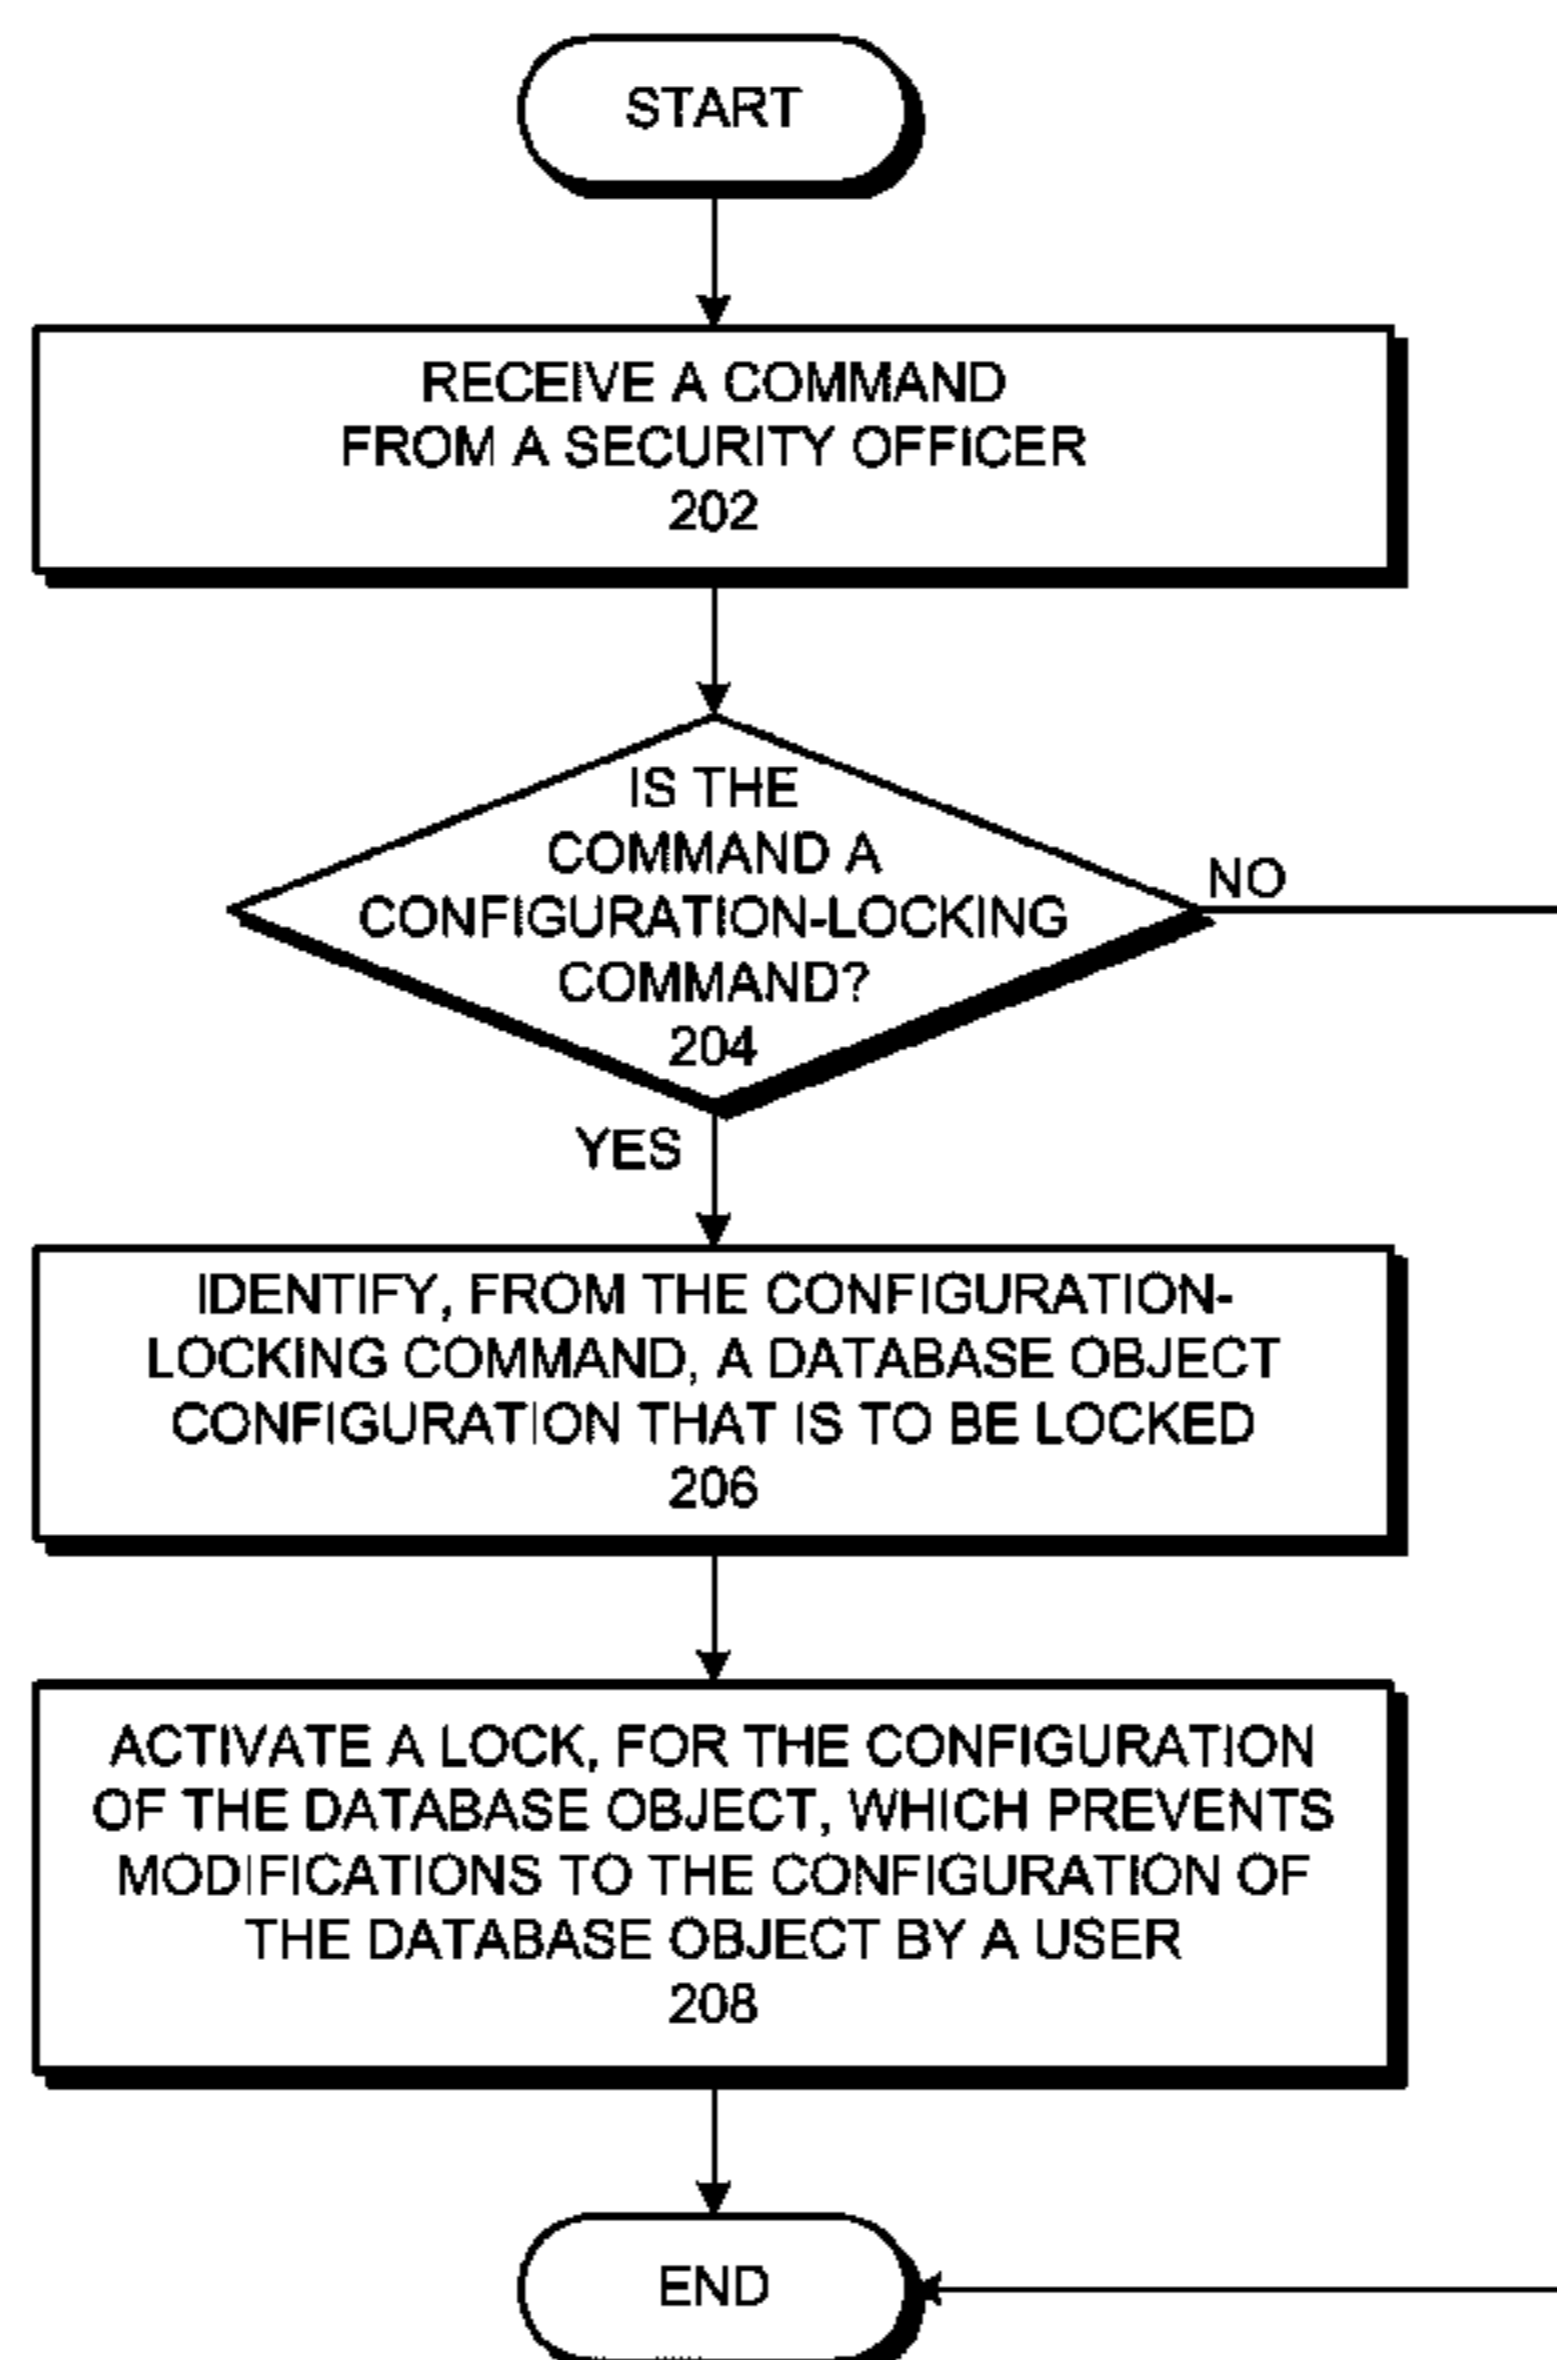 START
RECEIVE A COMMAND
FROM A SECURITY OFFICER
202
IS THE
COMMAND A
CONFIGURATION-LOCKING
COMMAND?
204
NO
YES
IDENTIFY, FROM THE CONFIGURATION-
LOCKING COMMAND, A DATABASE OBJECT
CONFIGURATION THAT IS TO BE LOCKED
206
ACTIVATE A LOCK, FOR THE CONFIGURATION
OF THE DATABASE OBJECT, WHICH PREVENTS
MODIFICATIONS TO THE CONFIGURATION OF
THE DATABASE OBJECT BY A USER
208
END